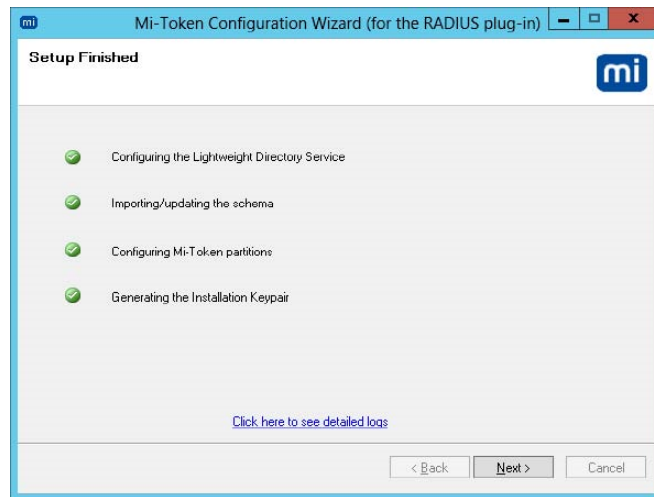 mi
Mi-Token Configuration Wizard (for the RADIUS plug-in)
Setup Finished
mi
Configuring the Lightweight Directory Service
Importing/updating the schema
Configuring Mi-Token partitions
Generating the Installation Keypair
Click here to see detailed logs
< Back Next > Cancel